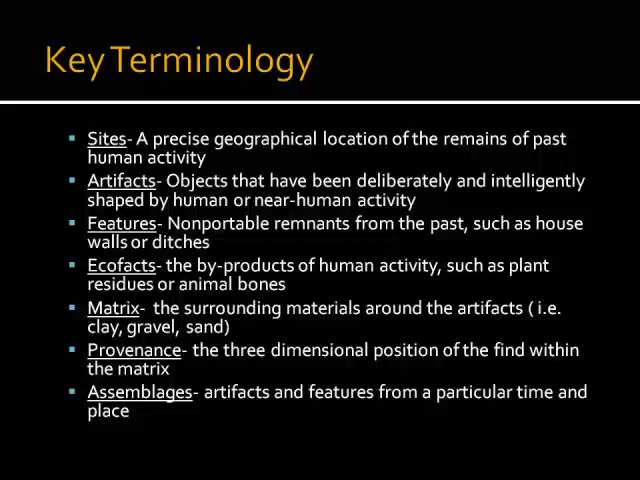 Key Terminology
Sites- A precise geographical location of the remains of past
human activity
Artifacts- Objects that have been deliberately and intelligently
shaped by human or near-human activity
Features- Nonportable remnants from the past, such as house
walls or ditches
Ecofacts- the by-products of human activity, such as plant
residues or animal bones
Matrix-  the surrounding materials around the artifacts ( i.e.
clay, gravel, sand)
Provenance- the three dimensional position of the find within
the matrix
Assemblages- artifacts and features from a particular time and
place